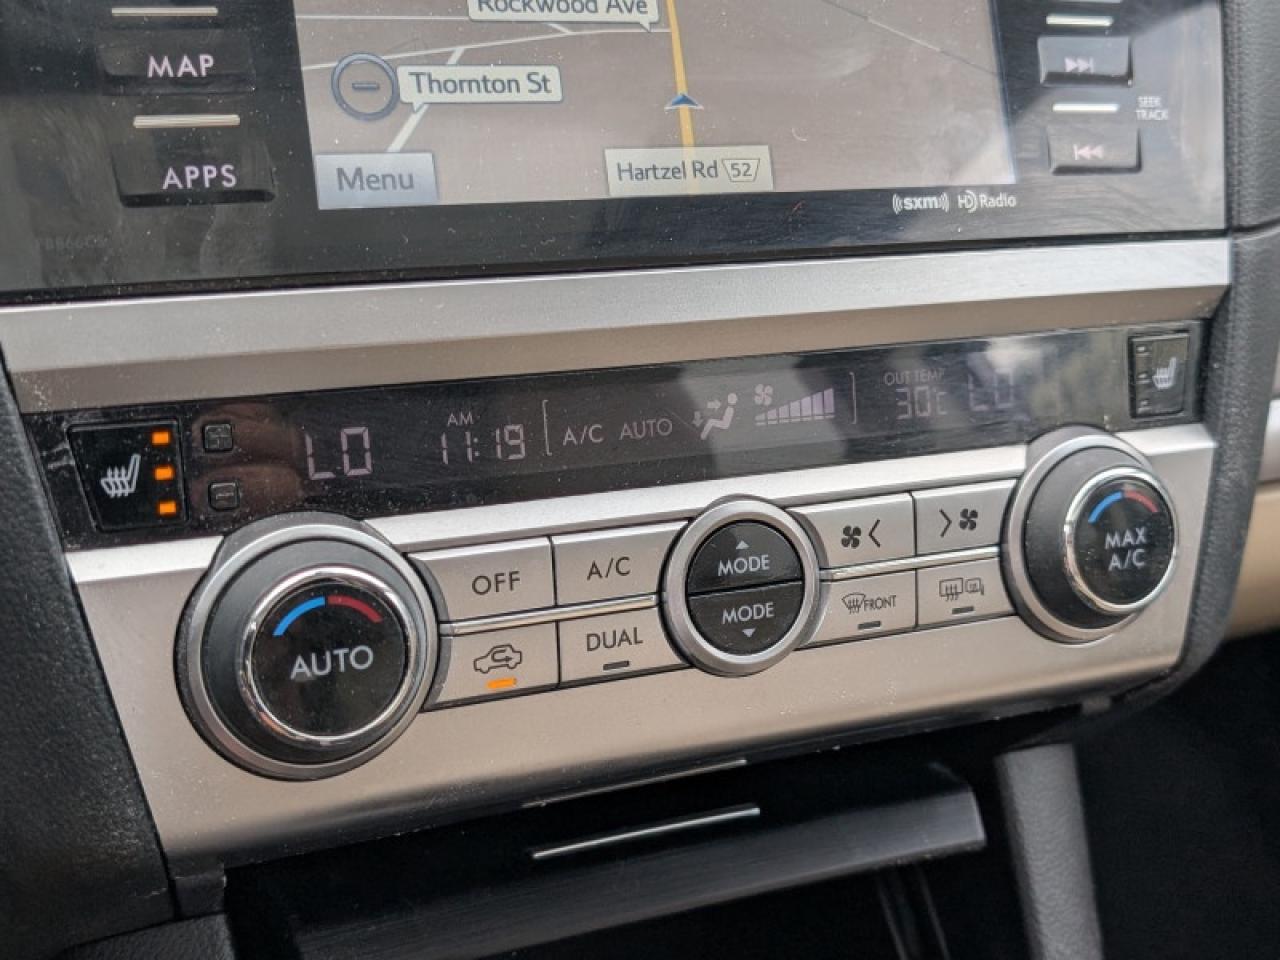 Rockwood Ave
MAP
Thornton St
SEEK
TRACK
APPS
Menu
Hartzel Rd 52
((sxm)) HD Radio
LO
AM
11:19
A/C AUTO
OUT TEMP
30c
LO
OFF
A/C
MODE
MODE
DUAL
FRONT
AUTO
MAX
A/C